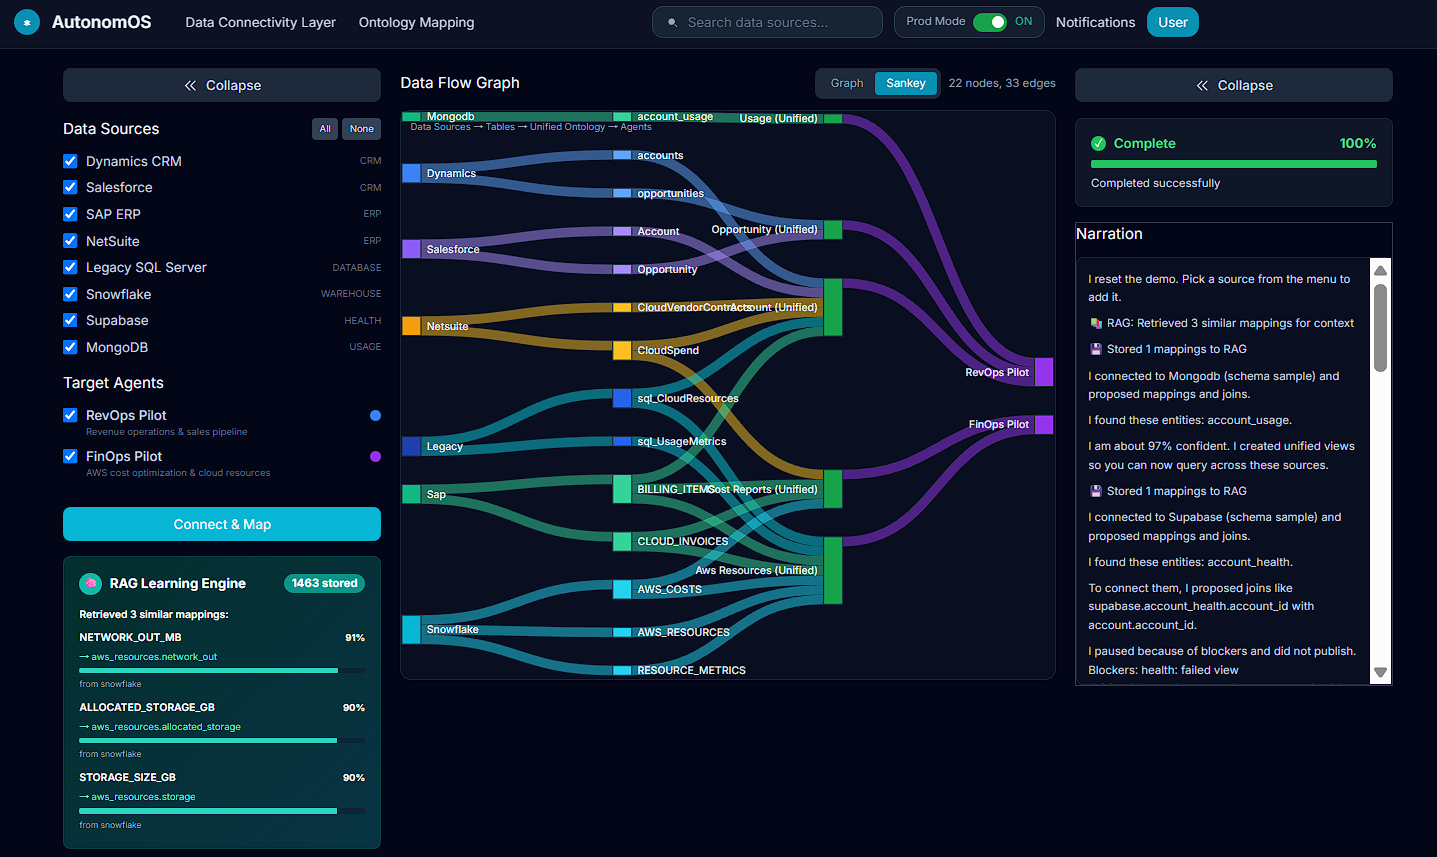 AutonomOS
Data Connectivity Layer
Ontology Mapping
Search data sources...
Prod Mode
ON
Notifications
User
Collapse
Data Sources
All
None
Dynamics CRM
CRM
Salesforce
CRM
SAP ERP
ERP
NetSuite
ERP
Legacy SQL Server
DATABASE
Snowflake
WAREHOUSE
Supabase
HEALTH
MongoDB
USAGE
Target Agents
RevOps Pilot
Revenue operations & sales pipeline
FinOps Pilot
AWS cost optimization & cloud resources
Connect & Map
RAG Learning Engine
1463 stored
Retrieved 3 similar mappings:
NETWORK_OUT_MB
91%
→ aws_resources.network_out
from snowflake
ALLOCATED_STORAGE_GB
90%
→ aws_resources.allocated_storage
from snowflake
STORAGE_SIZE_GB
90%
→ aws_resources.storage
from snowflake
Data Flow Graph
Graph
Sankey
22 nodes, 33 edges
Mongodb
account_usage
Usage (Unified)
Data Sources → Tables → Unified Ontology → Agents
accounts
Dynamics
opportunities
Account
Opportunity (Unified)
Salesforce
Opportunity
CloudVendorContracts
Account (Unified)
Netsuite
CloudSpend
RevOps Pilot
sql_CloudResources
FinOps Pilot
Legacy
sql_UsageMetrics
Sap
BILLING_ITEMS
Cost Reports (Unified)
CLOUD_INVOICES
Aws Resources (Unified)
AWS_COSTS
Snowflake
AWS_RESOURCES
RESOURCE_METRICS
Collapse
Complete
100%
Completed successfully
Narration
I reset the demo. Pick a source from the menu to
add it.
RAG: Retrieved 3 similar mappings for context
Stored 1 mappings to RAG
I connected to Mongodb (schema sample) and
proposed mappings and joins.
I found these entities: account_usage.
I am about 97% confident. I created unified views
so you can now query across these sources.
Stored 1 mappings to RAG
I connected to Supabase (schema sample) and
proposed mappings and joins.
I found these entities: account_health.
To connect them, I proposed joins like
supabase.account_health.account_id with
account.account_id.
I paused because of blockers and did not publish.
Blockers: health: failed view